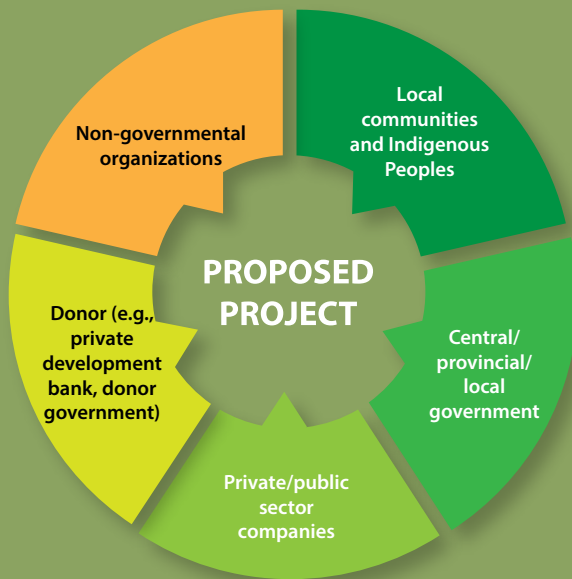 Non-governmental
organizations
Local
communities
and Indigenous
Peoples
PROPOSED
PROJECT
Donor (e.g.,
private
development
bank, donor
government)
Central/
provincial/
local
government
Private/public
sector
companies